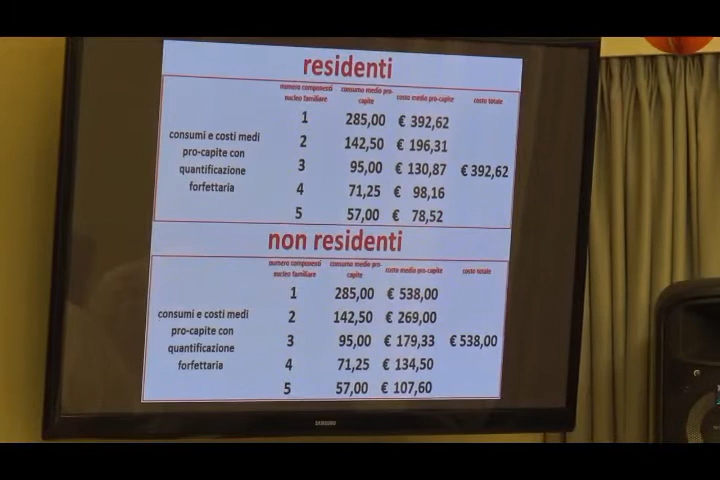 residenti
numero componenti nucleo familiare consumo medio pro-capite costo medio pro-capite costo totale
consumi e costi medi pro-capite con quantificazione forfettaria
1 285,00 € 392,62
2 142,50 € 196,31
3 95,00 € 130,87 € 392,62
4 71,25 € 98,16
5 57,00 € 78,52
non residenti
numero componenti nucleo familiare consumo medio pro-capite costo medio pro-capite costo totale
consumi e costi medi pro-capite con quantificazione forfettaria
1 285,00 € 538,00
2 142,50 € 269,00
3 95,00 € 179,33 € 538,00
4 71,25 € 134,50
5 57,00 € 107,60
SAMSUNG